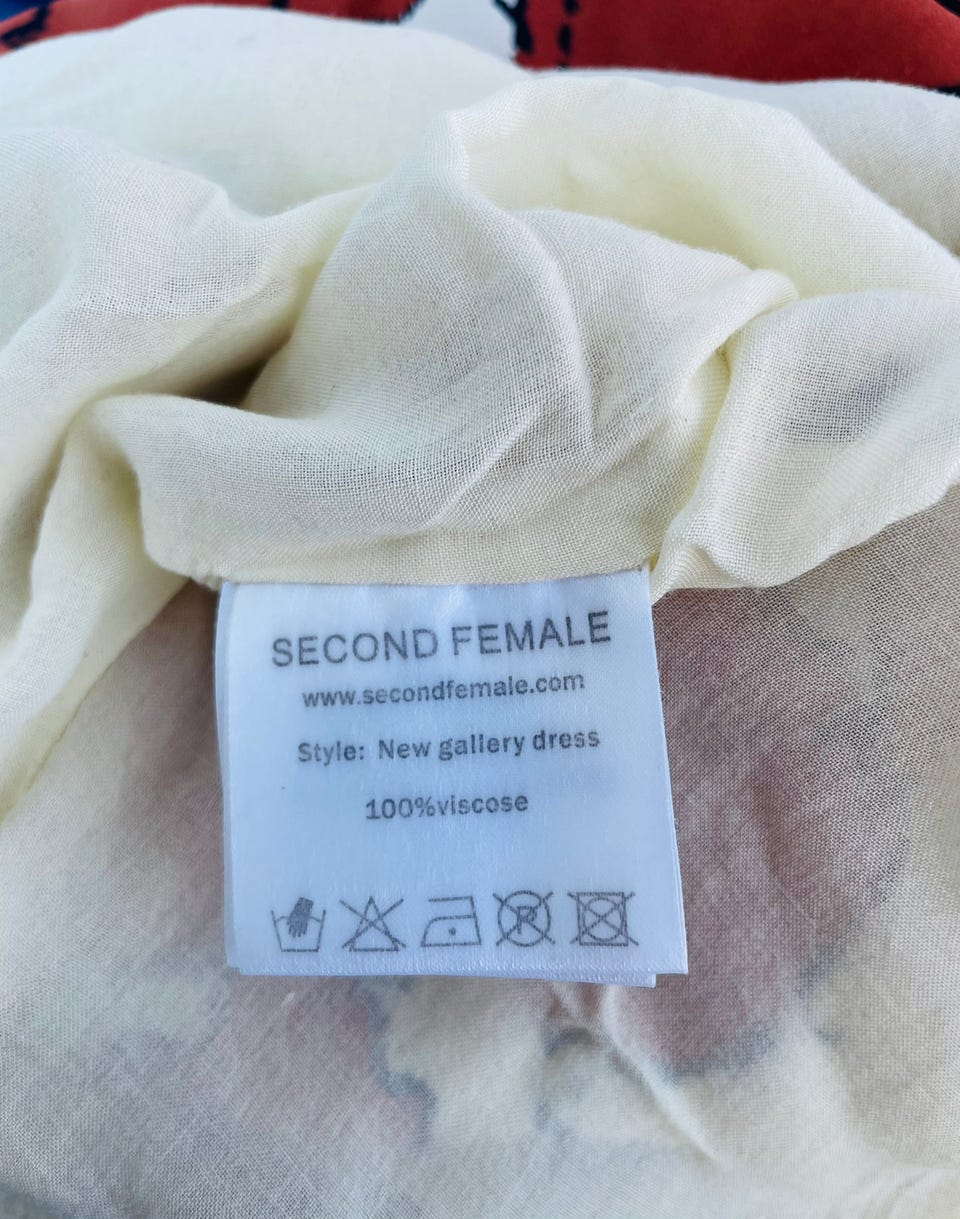 SECOND FEMALE
www.secondfemale.com
Style: New gallery dress
100%viscose
R